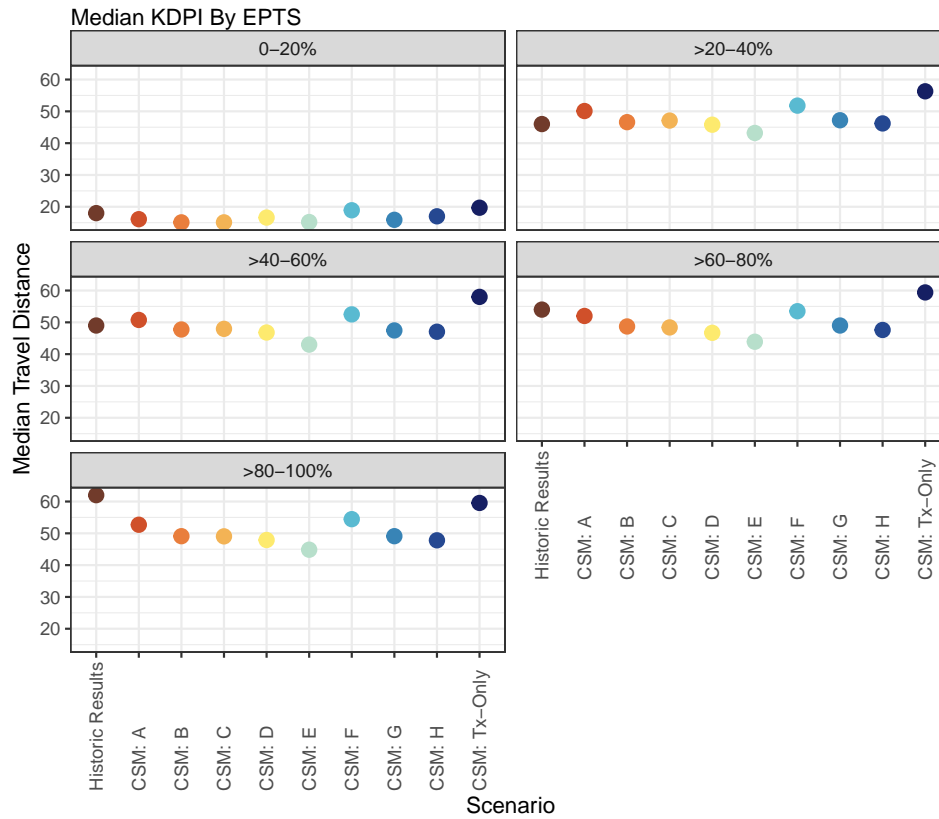 Median KDPI By EPTS
0−20%
>20−40%
60
50
40
30
20
>40−60%
>60−80%
60
50
40
30
20
>80−100%
60
50
40
30
20
Median Travel Distance
Historic Results
CSM: A
CSM: B
CSM: C
CSM: D
CSM: E
CSM: F
CSM: G
CSM: H
CSM: Tx−Only
Historic Results
CSM: A
CSM: B
CSM: C
CSM: D
CSM: E
CSM: F
CSM: G
CSM: H
CSM: Tx−Only
Scenario